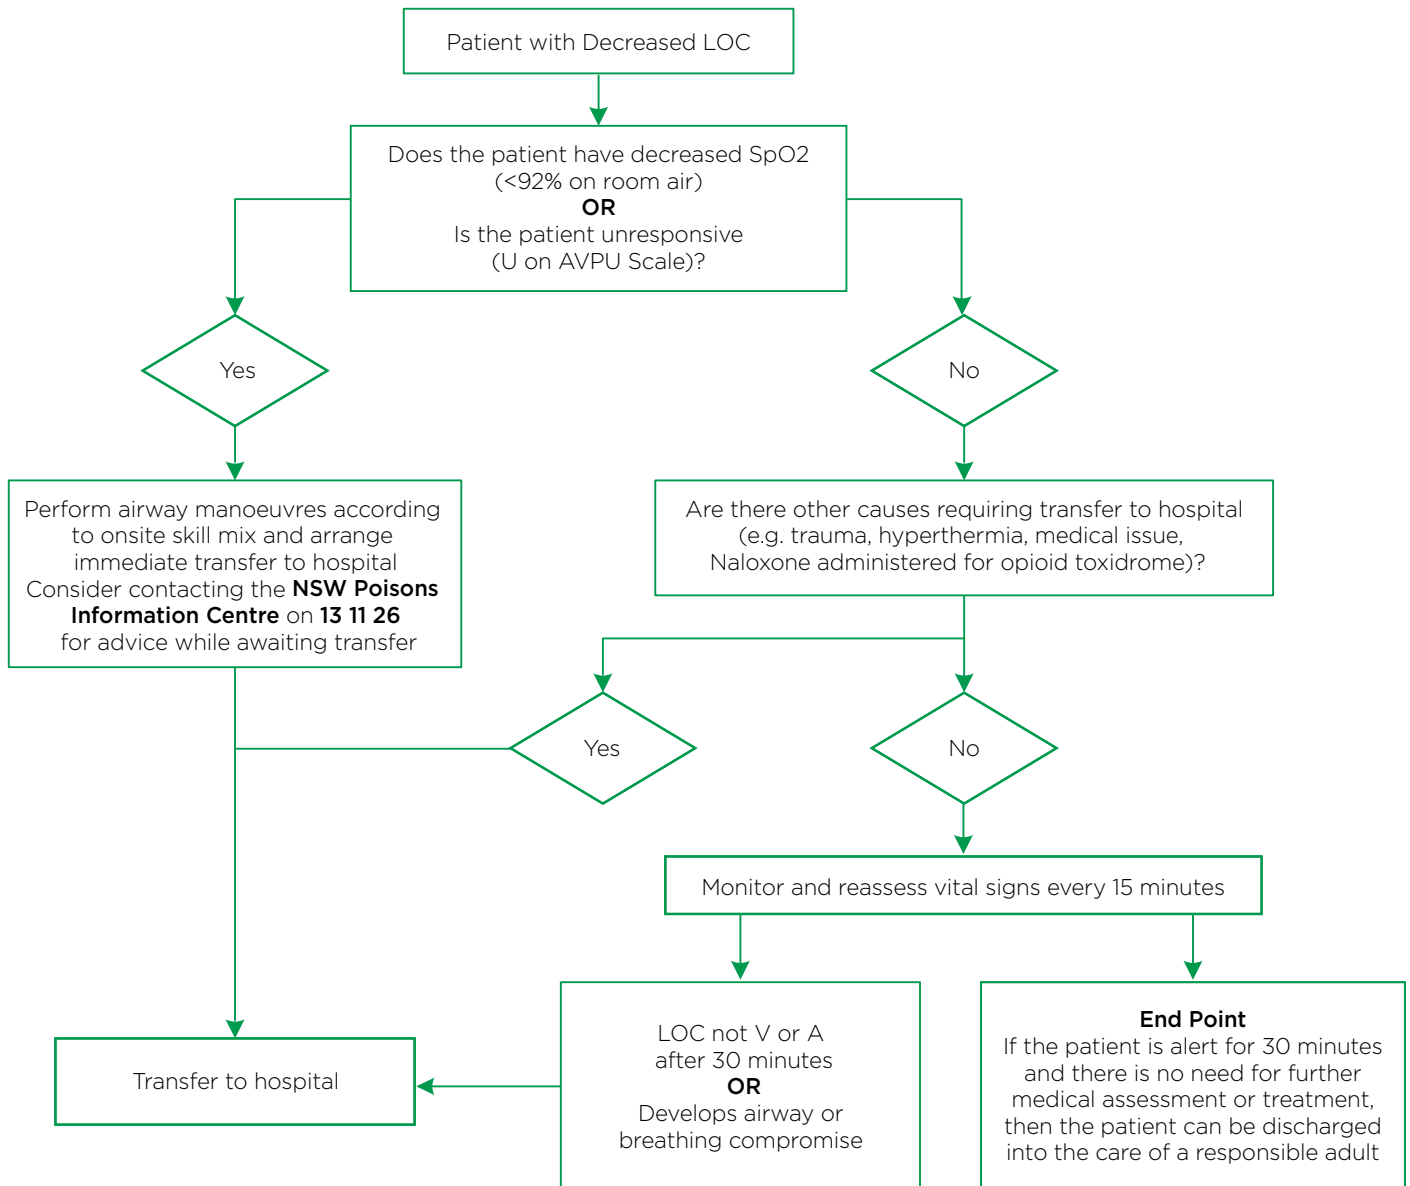 Patient with Decreased LOC
Does the patient have decreased SpO2
(<92% on room air)
OR
Is the patient unresponsive
(U on AVPU Scale)?
Yes
No
Perform airway manoeuvres according
to onsite skill mix and arrange
immediate transfer to hospital
Consider contacting the NSW Poisons
Information Centre on 13 11 26
for advice while awaiting transfer
Are there other causes requiring transfer to hospital
(e.g. trauma, hyperthermia, medical issue,
Naloxone administered for opioid toxidrome)?
Yes
No
Monitor and reassess vital signs every 15 minutes
LOC not V or A
after 30 minutes
OR
Develops airway or
breathing compromise
End Point
If the patient is alert for 30 minutes
and there is no need for further
medical assessment or treatment,
then the patient can be discharged
into the care of a responsible adult
Transfer to hospital